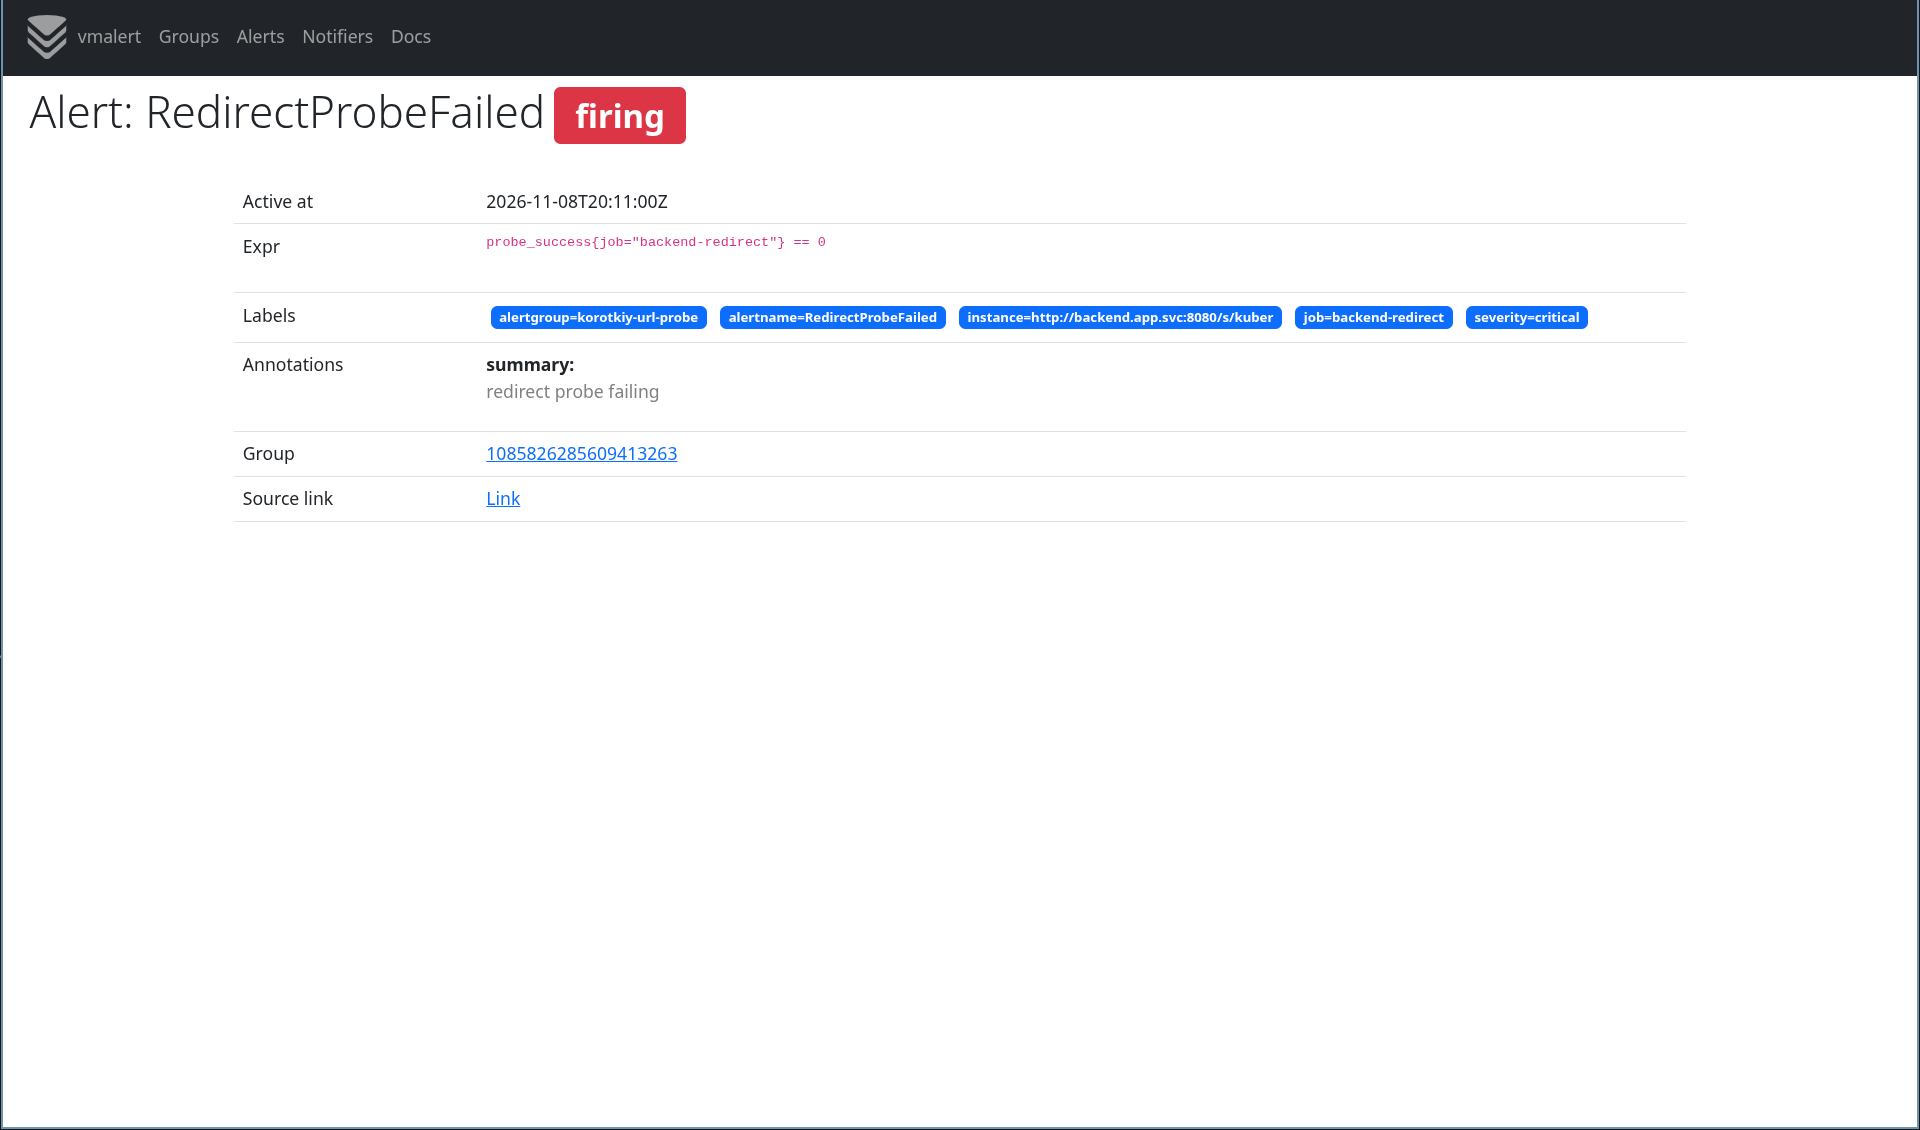 vmalert Groups Alerts Notifiers Docs
Alert: RedirectProbeFailed firing
Active at 2026-11-08T20:11:00Z
Expr probe_success{job="backend-redirect"} == 0
Labels alertgroup=korotkiy-url-probe alertname=RedirectProbeFailed instance=http://backend.app.svc:8080/s/kuber job=backend-redirect severity=critical
Annotations summary:
redirect probe failing
Group 1085826285609413263
Source link Link